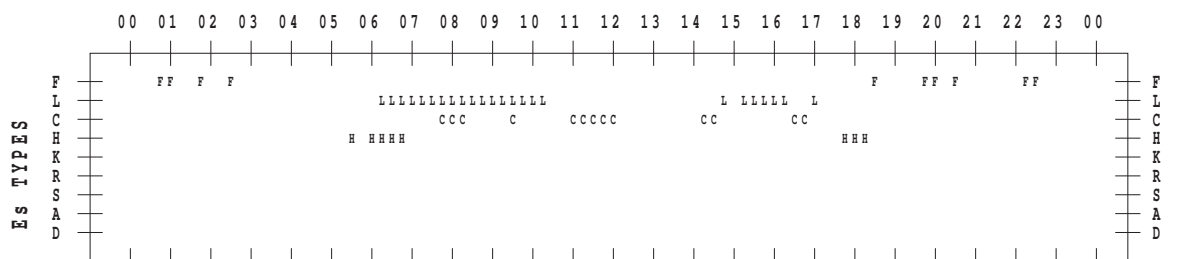 00 01 02 03 04 05 06 07 08 09 10 11 12 13 14 15 16 17 18 19 20 21 22 23 00
Es TYPES
F FF F F F FF F FF F
L LLLLLLLLLLLLLLLLL L LLLLL L L
C CCC C CCCCC CC CC C
H H HHHH HHH H
K K
R R
S S
A A
D D